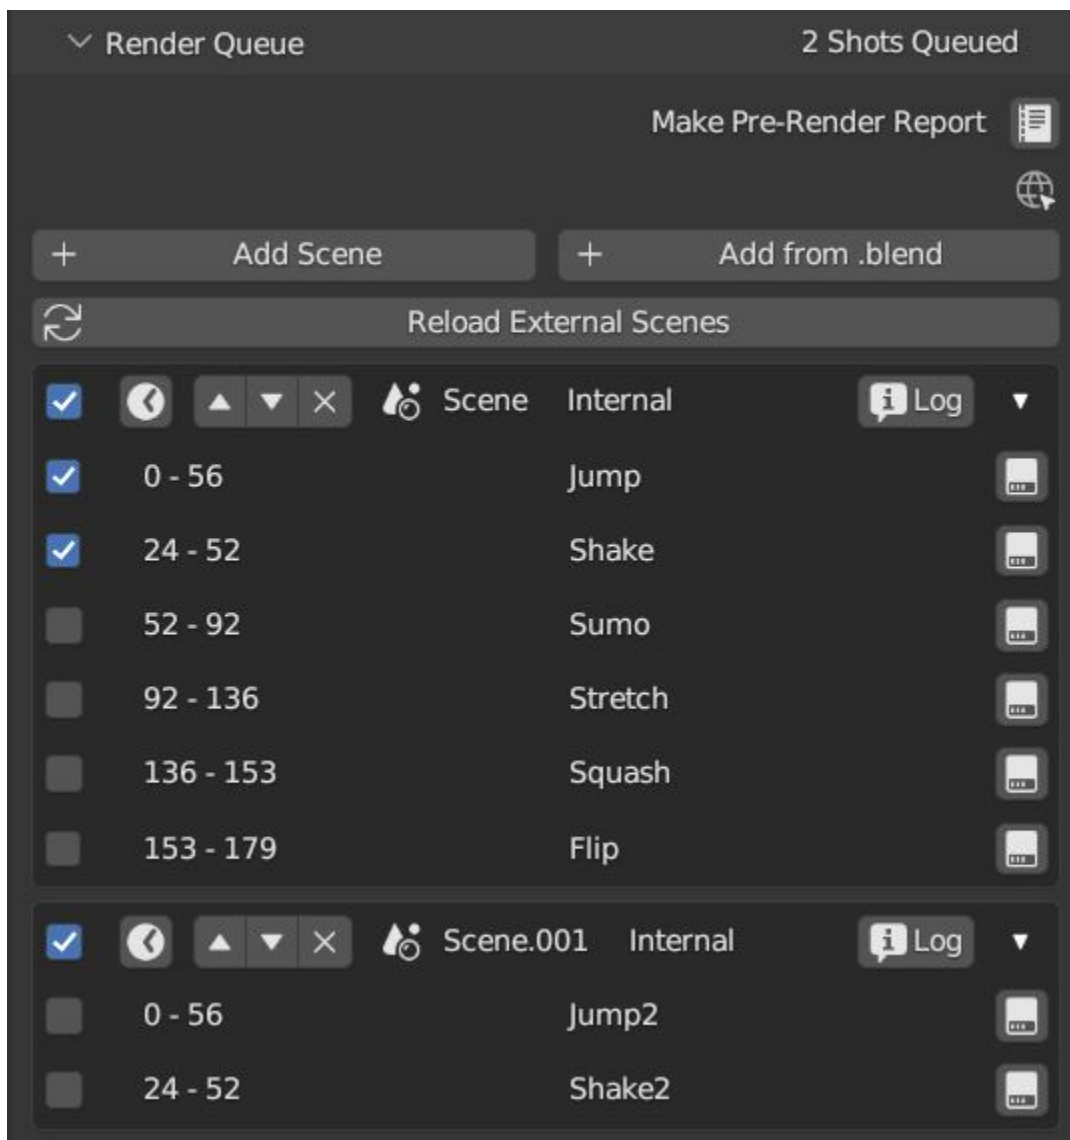 Render Queue 2 Shots Queued
Make Pre-Render Report
Add Scene Add from .blend
Reload External Scenes
Scene Internal Log
0 - 56 Jump
24 - 52 Shake
52 - 92 Sumo
92 - 136 Stretch
136 - 153 Squash
153 - 179 Flip
Scene.001 Internal Log
0 - 56 Jump2
24 - 52 Shake2